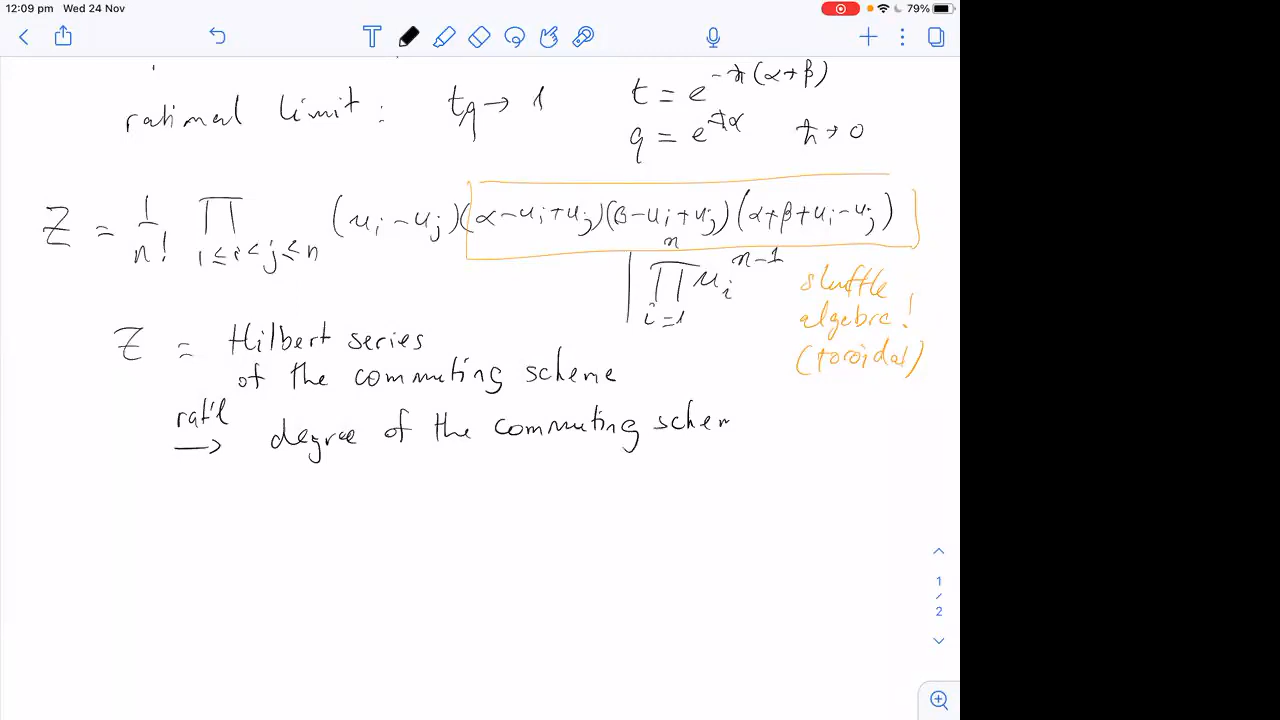 12:09 pm Wed 24 Nov 79%
rational limit: t,q → 1 t = e^{-ħ(α+β)}
q = e^{-ħα} ħ → 0
Z = 1/n! ∏_{1≤i<j≤n} (u_i - u_j)(α - u_i + u_j)(β - u_i + u_j)(α+β+u_i - u_j)
| ∏_{i=1}^{n} u_i^{n-1}
shuffle
algebra!
(toroidal)
Z = Hilbert series
of the commuting scheme
rat'l
→ degree of the commuting schem
1
/
2